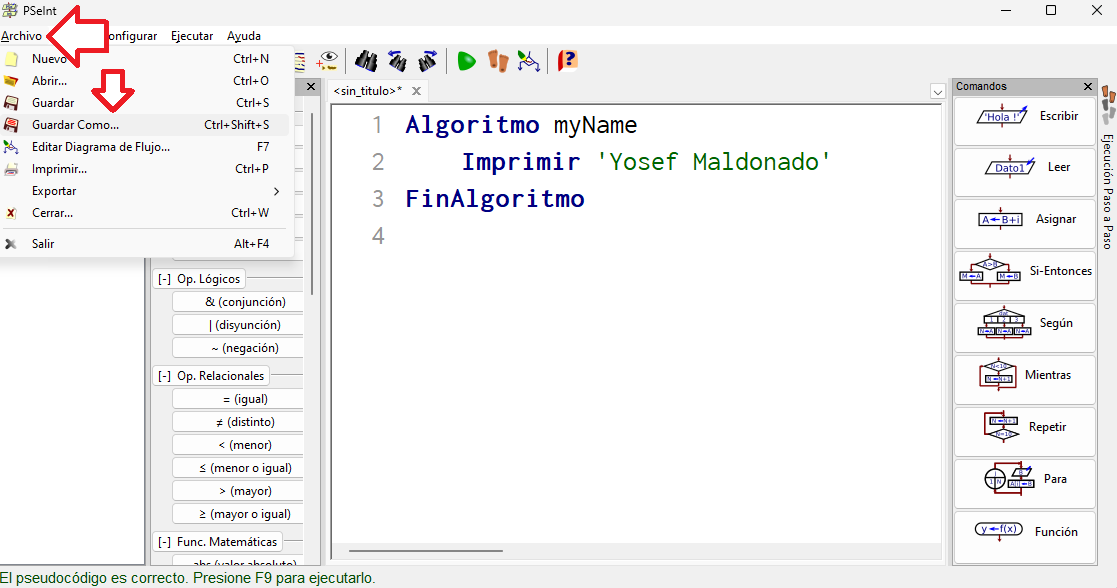 PSeInt
Archivo onfigurar Ejecutar Ayuda
Nuevo Ctrl+N
Abrir... Ctrl+O
Guardar Ctrl+S
Guardar Como... Ctrl+Shift+S
Editar Diagrama de Flujo... F7
Imprimir... Ctrl+P
Exportar
Cerrar... Ctrl+W
Salir Alt+F4
[-] Op. Lógicos
& (conjunción)
| (disyunción)
~ (negación)
[-] Op. Relacionales
= (igual)
≠ (distinto)
< (menor)
≤ (menor o igual)
> (mayor)
≥ (mayor o igual)
[-] Func. Matemáticas
abs (valor absoluto)
<sin_titulo>*
1 Algoritmo myName
2 Imprimir 'Yosef Maldonado'
3 FinAlgoritmo
4
Comandos
'Hola !' Escribir
Dato1 Leer
A←B+i Asignar
A>B M←A M←B Si-Entonces
Según
Mientras
Repetir
Para
y←f(x) Función
Ejecución Paso a Paso
El pseudocódigo es correcto. Presione F9 para ejecutarlo.